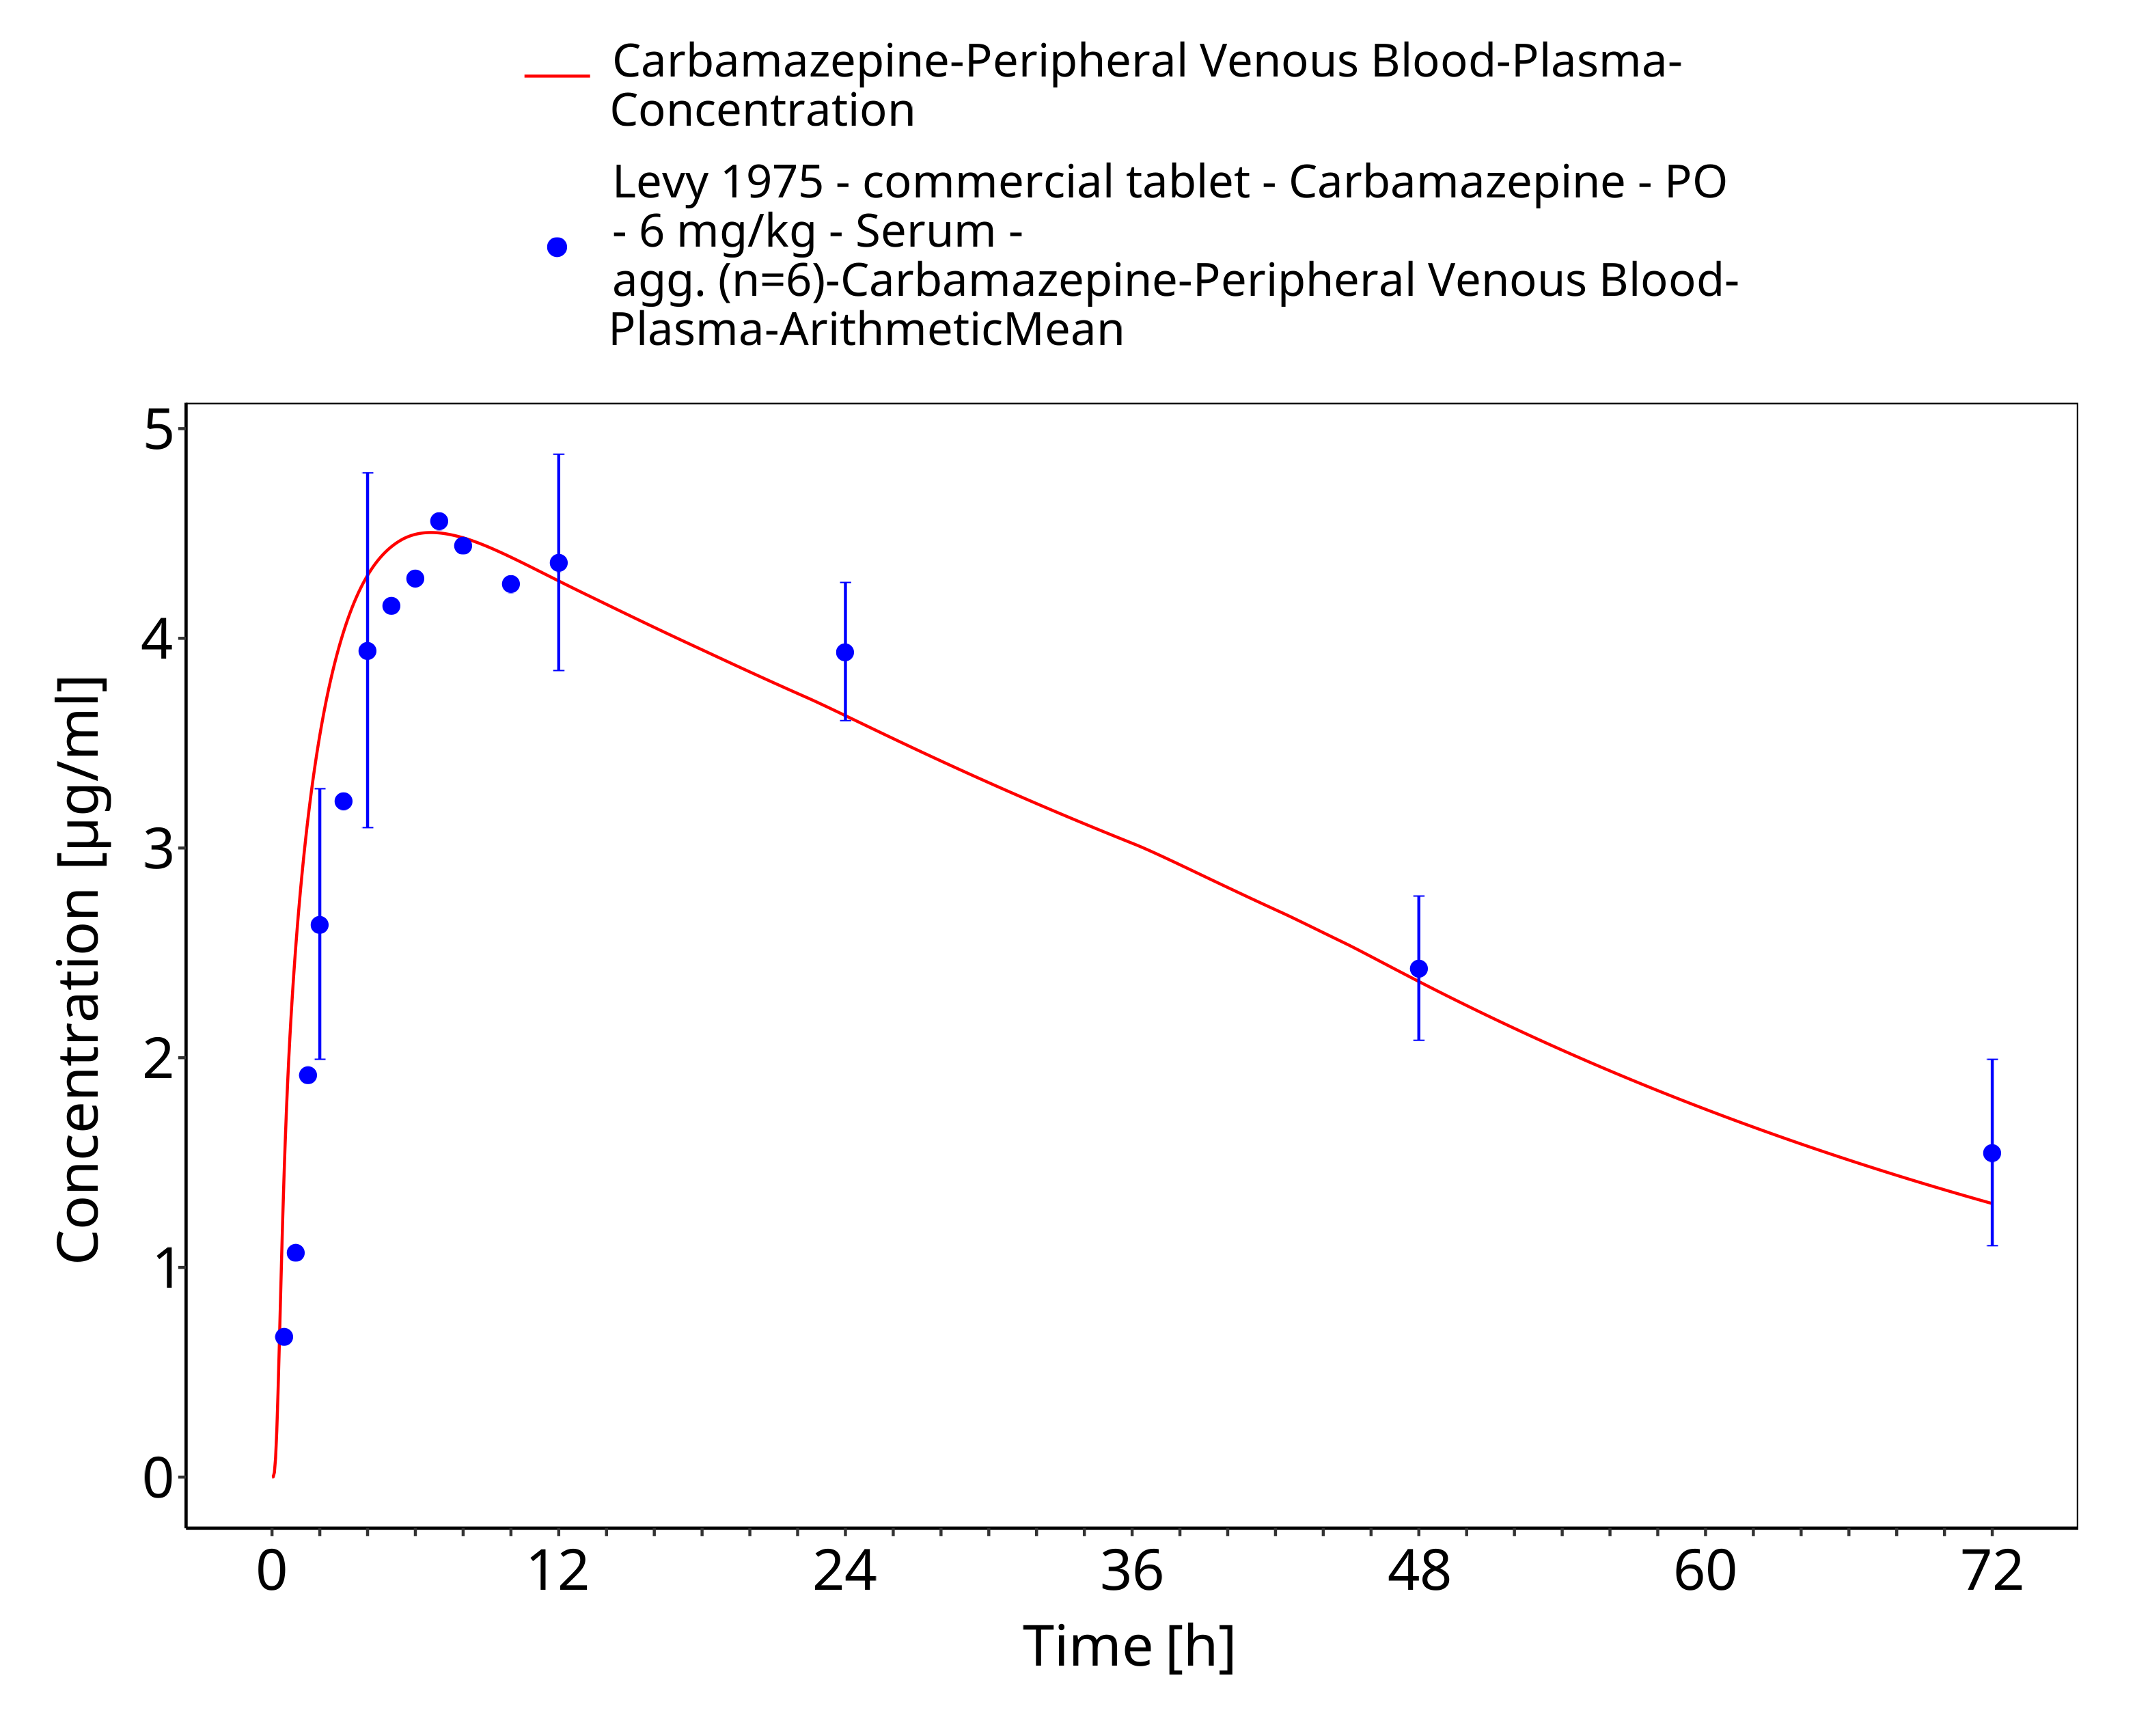 Carbamazepine-Peripheral Venous Blood-Plasma-
Concentration
Levy 1975 - commercial tablet - Carbamazepine - PO
- 6 mg/kg - Serum -
agg. (n=6)-Carbamazepine-Peripheral Venous Blood-
Plasma-ArithmeticMean
5
4
3
2
1
0
Concentration [µg/ml]
0 12 24 36 48 60 72
Time [h]